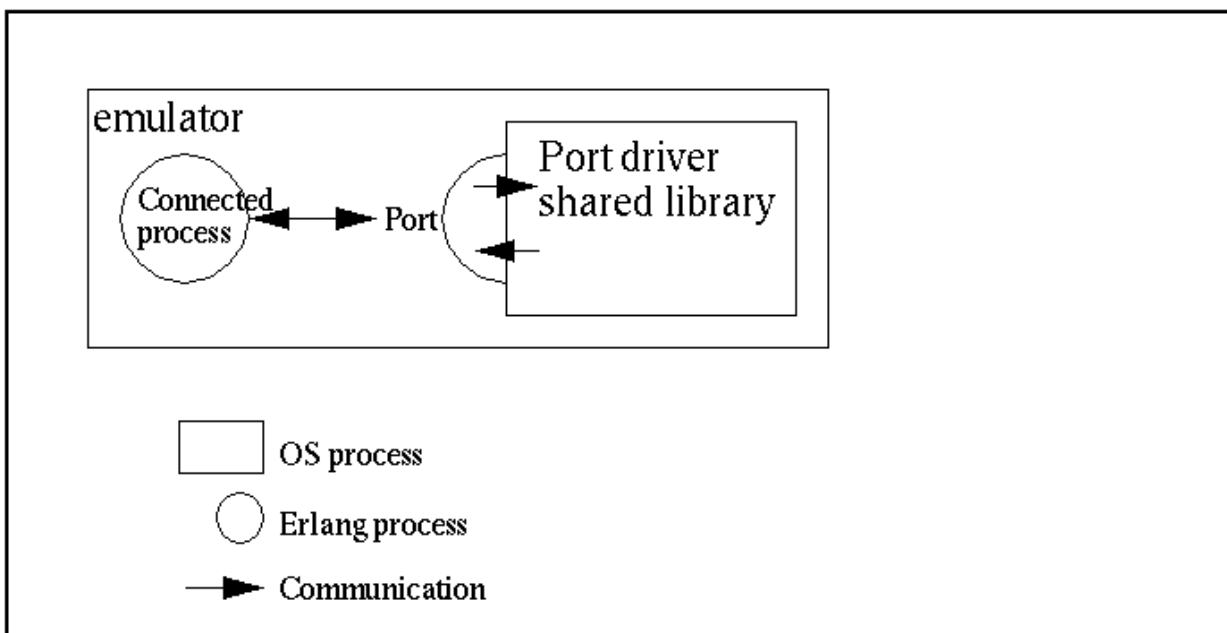 emulator
Connected
process
Port
Port driver
shared library
OS process
Erlang process
Communication